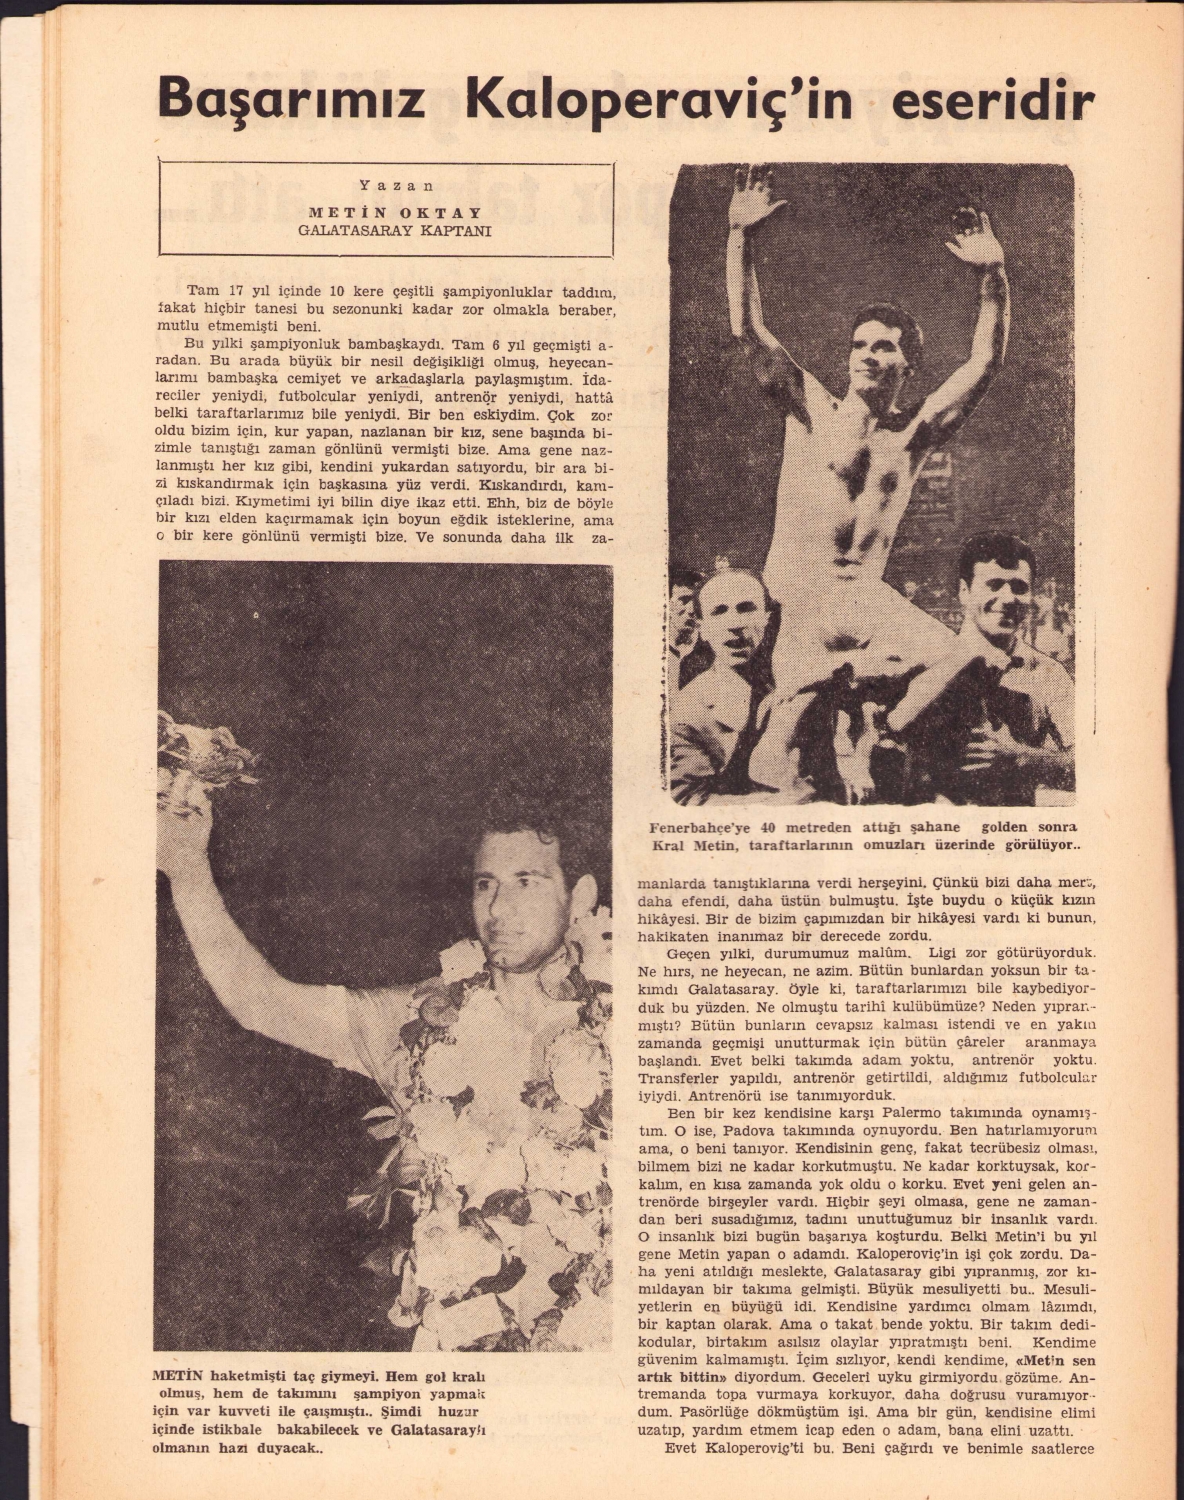 Başarımız Kaloperaviç'in eseridir
Yazan
METİN OKTAY
GALATASARAY KAPTANI
Tam 17 yıl içinde 10 kere çeşitli şampiyonluklar taddım,
fakat hiçbir tanesi bu sezonunki kadar zor olmakla beraber,
mutlu etmemişti beni.
Bu yılki şampiyonluk bambaşkaydı. Tam 6 yıl geçmişti a-
radan. Bu arada büyük bir nesil değişikliği olmuş, heyecan-
larımı bambaşka cemiyet ve arkadaşlarla paylaşmıştım. İda-
reciler yeniydi, futbolcular yeniydi, antrenör yeniydi, hattâ
belki taraftarlarımız bile yeniydi. Bir ben eskiydim. Çok zor
oldu bizim için, kur yapan, nazlanan bir kız, sene başında bi-
zimle tanıştığı zaman gönlünü vermişti bize. Ama gene naz-
lanmıştı her kız gibi, kendini yukardan satıyordu, bir ara bi-
zi kıskandırmak için başkasına yüz verdi. Kıskandırdı, kam-
çıladı bizi. Kıymetimi iyi bilin diye ikaz etti. Ehh, biz de böyle
bir kızı elden kaçırmamak için boyun eğdik isteklerine, ama
o bir kere gönlünü vermişti bize. Ve sonunda daha ilk za-
METİN haketmişti taç giymeyi. Hem gol kralı
olmuş, hem de takımını şampiyon yapmak
için var kuvveti ile çaışmıştı.. Şimdi huzur
içinde istikbale bakabilecek ve Galatasaraylı
olmanın hazı duyacak..
Fenerbahçe'ye 40 metreden attığı şahane golden sonra
Kral Metin, taraftarlarının omuzları üzerinde görülüyor..
manlarda tanıştıklarına verdi herşeyini. Çünkü bizi daha mert,
daha efendi, daha üstün bulmuştu. İşte buydu o küçük kızın
hikâyesi. Bir de bizim çapımızdan bir hikâyesi vardı ki bunun,
hakikaten inanımaz bir derecede zordu.
Geçen yılki, durumumuz malûm. Ligi zor götürüyorduk.
Ne hırs, ne heyecan, ne azim. Bütün bunlardan yoksun bir ta-
kımdı Galatasaray. Öyle ki, taraftarlarımızı bile kaybediyor-
duk bu yüzden. Ne olmuştu tarihî kulübümüze? Neden yıpran-
mıştı? Bütün bunların cevapsız kalması istendi ve en yakın
zamanda geçmişi unutturmak için bütün çâreler aranmaya
başlandı. Evet belki takımda adam yoktu, antrenör yoktu.
Transferler yapıldı, antrenör getirtildi, aldığımız futbolcular
iyiydi. Antrenörü ise tanımıyorduk.
Ben bir kez kendisine karşı Palermo takımında oynamış-
tım. O ise, Padova takımında oynuyordu. Ben hatırlamıyorum
ama, o beni tanıyor. Kendisinin genç, fakat tecrübesiz olması,
bilmem bizi ne kadar korkutmuştu. Ne kadar korktuysak, kor-
kalım, en kısa zamanda yok oldu o korku. Evet yeni gelen an-
trenörde birşeyler vardı. Hiçbir şeyi olmasa, gene ne zaman-
dan beri susadığımız, tadını unuttuğumuz bir insanlık vardı.
O insanlık bizi bugün başarıya koşturdu. Belki Metin'i bu yıl
gene Metin yapan o adamdı. Kaloperoviç'in işi çok zordu. Da-
ha yeni atıldığı meslekte, Galatasaray gibi yıpranmış, zor kı-
mıldayan bir takıma gelmişti. Büyük mesuliyetti bu.. Mesuli-
yetlerin en büyüğü idi. Kendisine yardımcı olmam lâzımdı,
bir kaptan olarak. Ama o takat bende yoktu. Bir takım dedi-
kodular, birtakım asılsız olaylar yıpratmıştı beni. Kendime
güvenim kalmamıştı. İçim sızlıyor, kendi kendime, «Metin sen
artık bittin» diyordum. Geceleri uyku girmiyordu gözüme. An-
tremanda topa vurmaya korkuyor, daha doğrusu vuramıyor-
dum. Pasörlüğe dökmüştüm işi. Ama bir gün, kendisine elimi
uzatıp, yardım etmem icap eden o adam, bana elini uzattı.
Evet Kaloperoviç'ti bu. Beni çağırdı ve benimle saatlerce